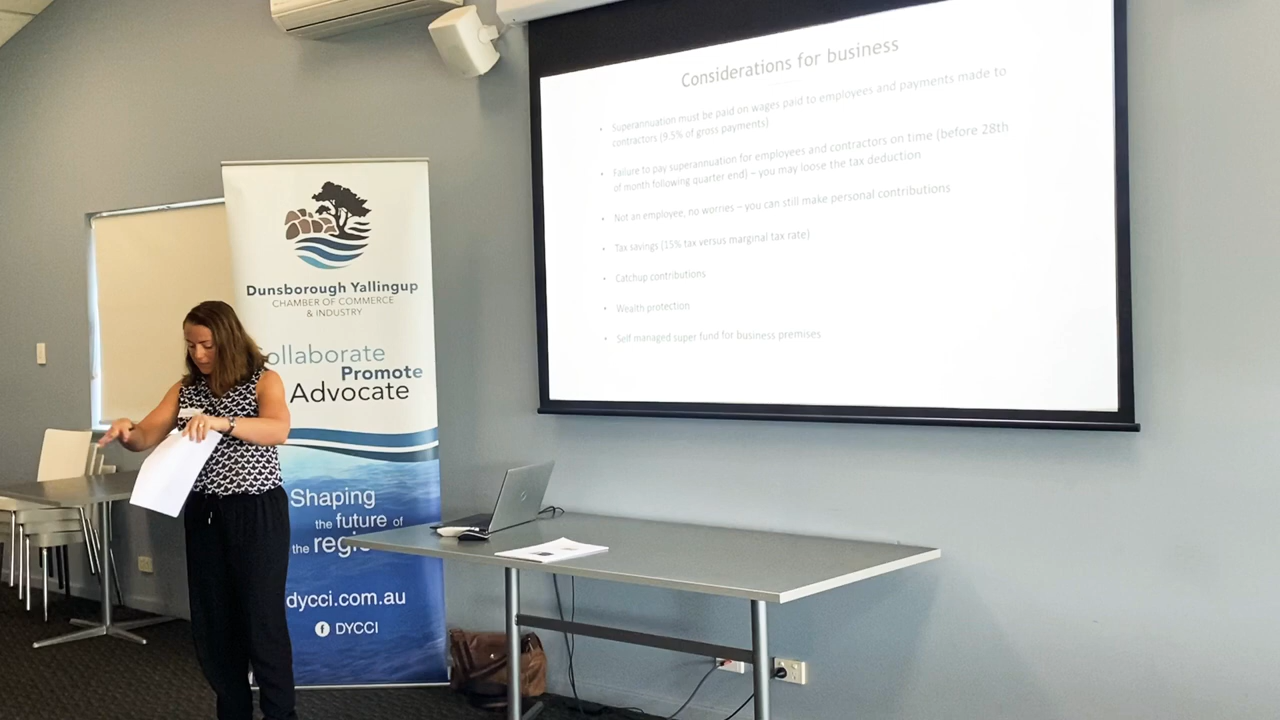 Considerations for business
• Superannuation must be paid on wages paid to employees and payments made to
contractors (9.5% of gross payments)
• Failure to pay superannuation for employees and contractors on time (before 28th
of month following quarter end) – you may loose the tax deduction
• Not an employee, no worries – you can still make personal contributions
• Tax savings (15% tax versus marginal tax rate)
• Catchup contributions
• Wealth protection
• Self managed super fund for business premises
Dunsborough Yallingup
CHAMBER OF COMMERCE
& INDUSTRY
ollaborate
Promote
Advocate
Shaping
the future of
the regi
dycci.com.au
f DYCCI